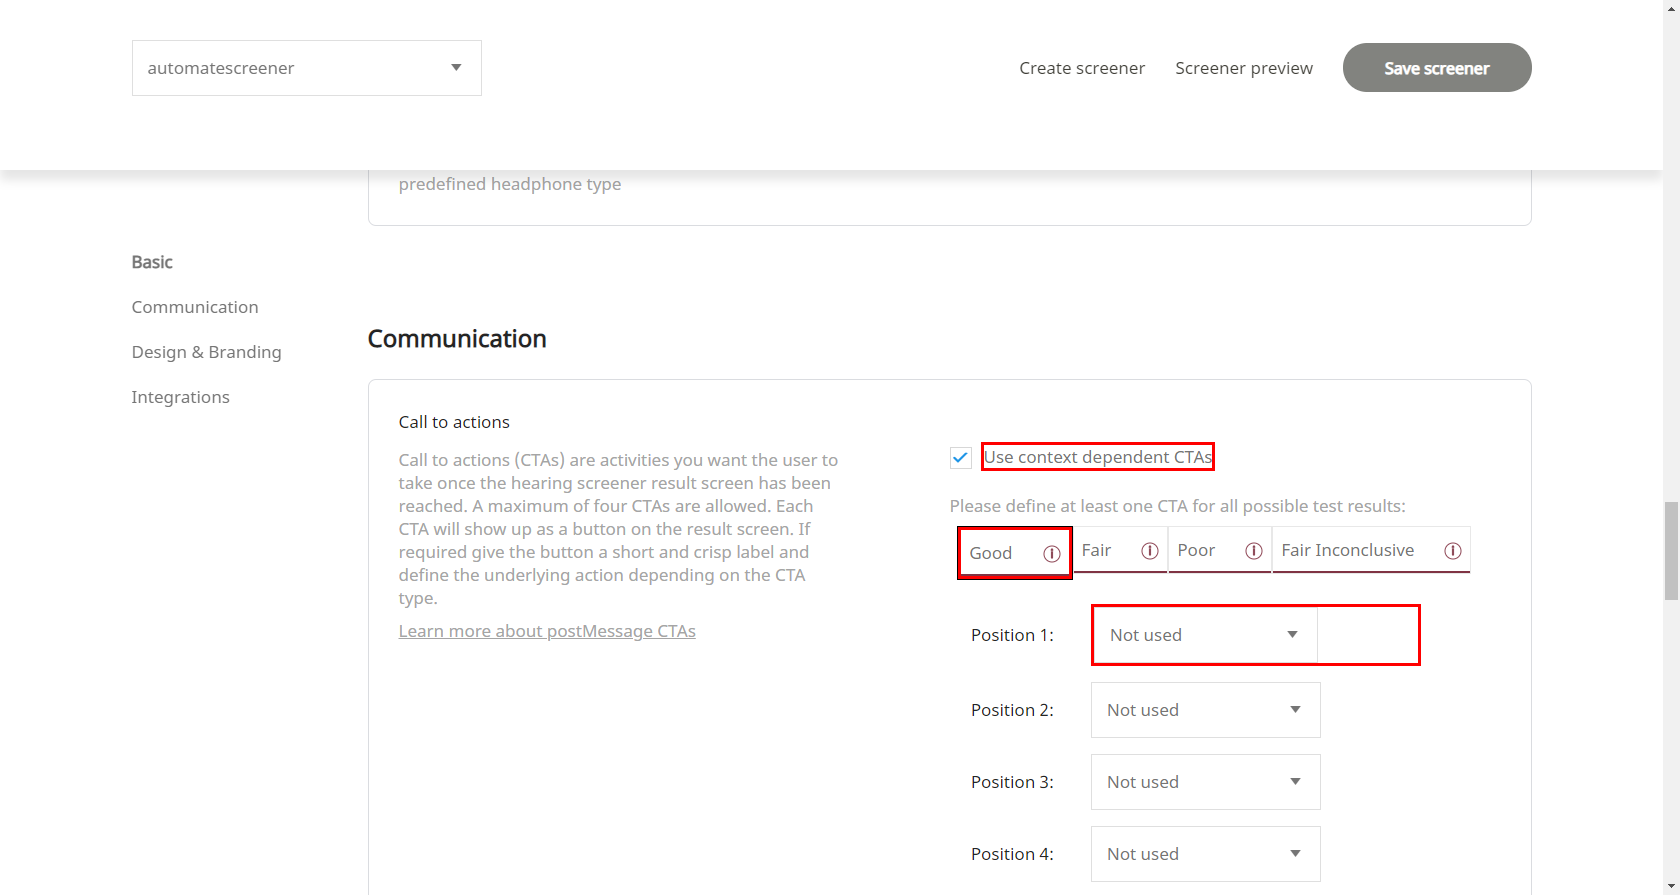 automatescreener
Create screener
Screener preview
Save screener
predefined headphone type
Basic
Communication
Design & Branding
Integrations
Communication
Call to actions
Call to actions (CTAs) are activities you want the user to
take once the hearing screener result screen has been
reached. A maximum of four CTAs are allowed. Each
CTA will show up as a button on the result screen. If
required give the button a short and crisp label and
define the underlying action depending on the CTA
type.
Learn more about postMessage CTAs
Use context dependent CTAs
Please define at least one CTA for all possible test results:
Good
Fair
Poor
Fair Inconclusive
Position 1:
Not used
Position 2:
Not used
Position 3:
Not used
Position 4:
Not used